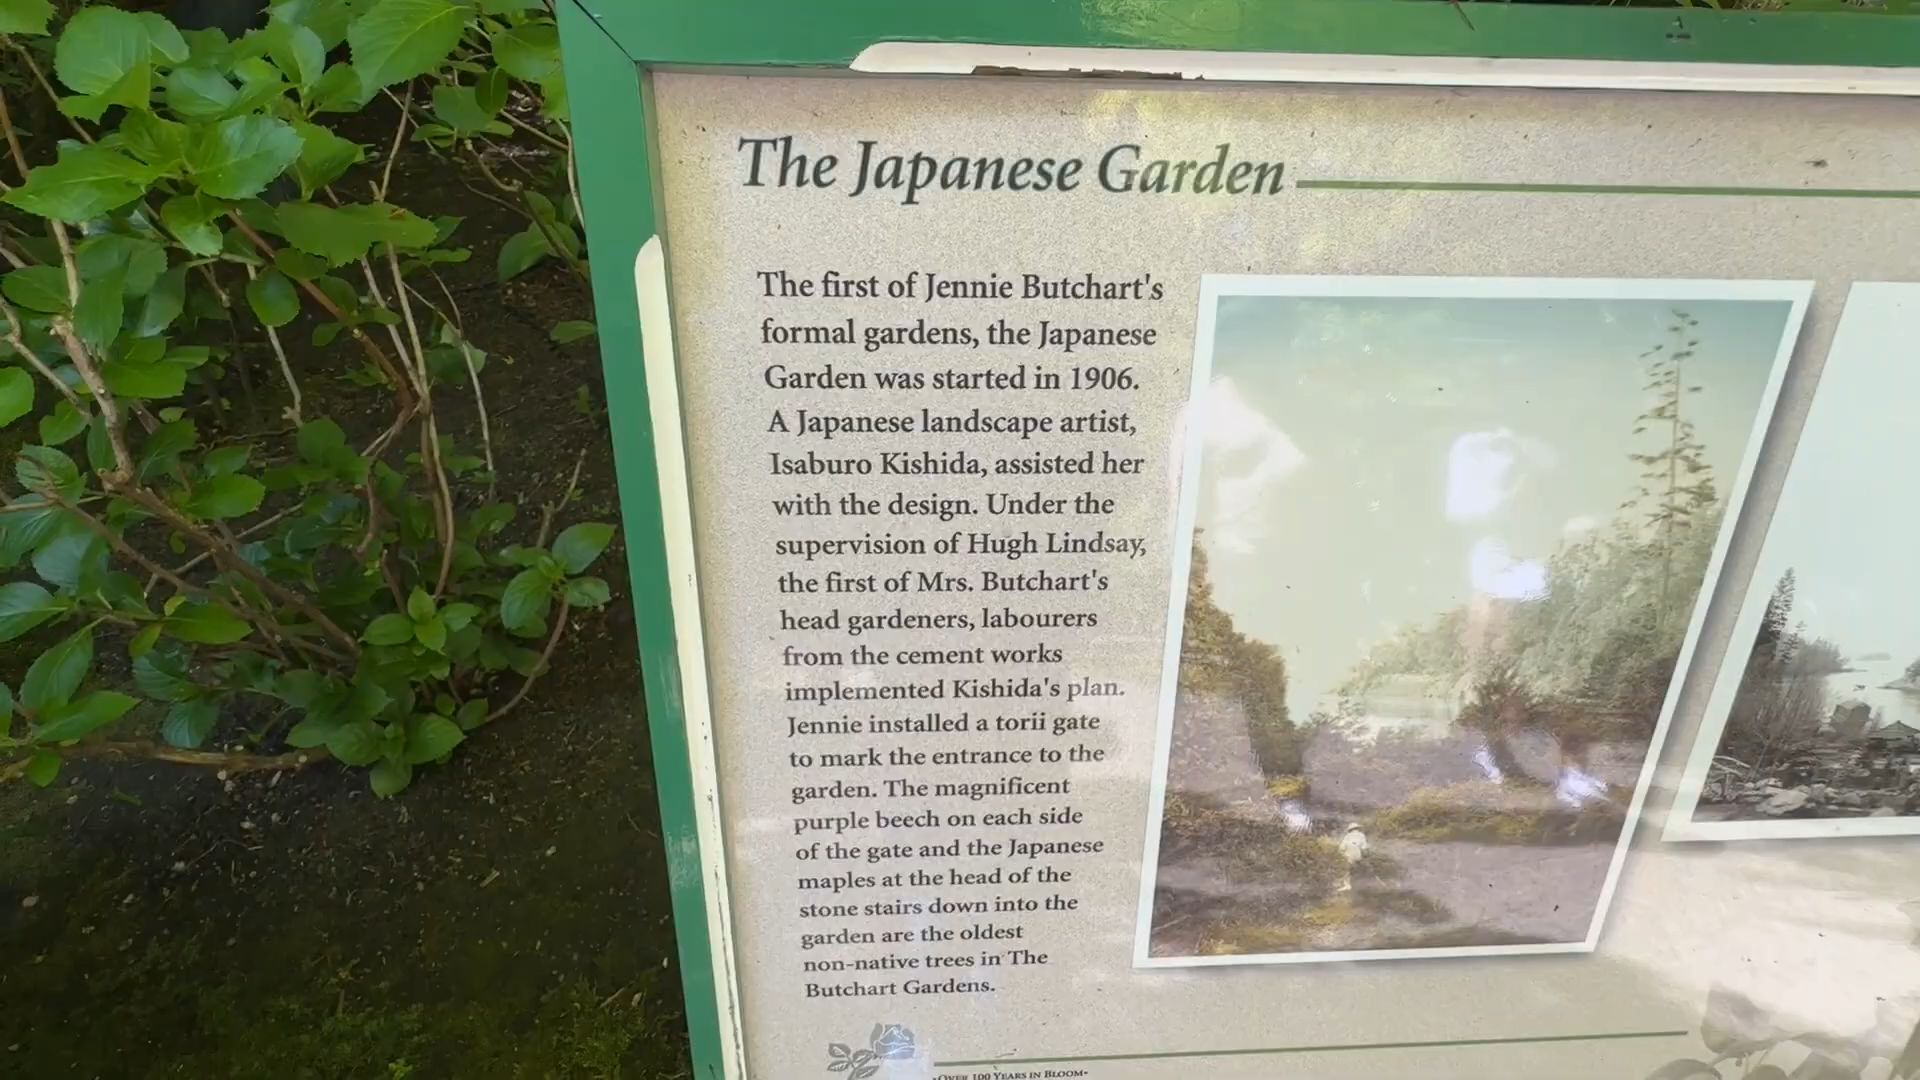 The Japanese Garden
The first of Jennie Butchart's
formal gardens, the Japanese
Garden was started in 1906.
A Japanese landscape artist,
Isaburo Kishida, assisted her
with the design. Under the
supervision of Hugh Lindsay,
the first of Mrs. Butchart's
head gardeners, labourers
from the cement works
implemented Kishida's plan.
Jennie installed a torii gate
to mark the entrance to the
garden. The magnificent
purple beech on each side
of the gate and the Japanese
maples at the head of the
stone stairs down into the
garden are the oldest
non-native trees in The
Butchart Gardens.
•Over 100 Years in Bloom•